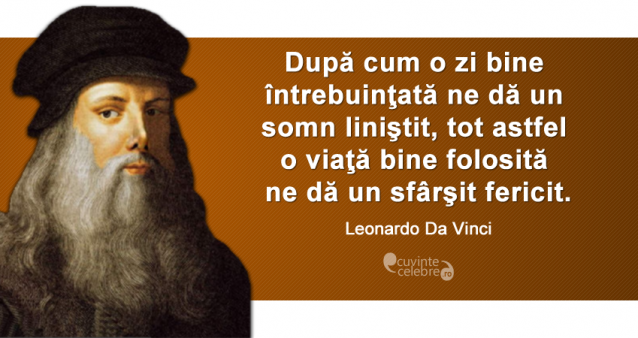 După cum o zi bine
întrebuinţată ne dă un
somn liniştit, tot astfel
o viaţă bine folosită
ne dă un sfârşit fericit.
Leonardo Da Vinci
cuvinte
celebre.ro